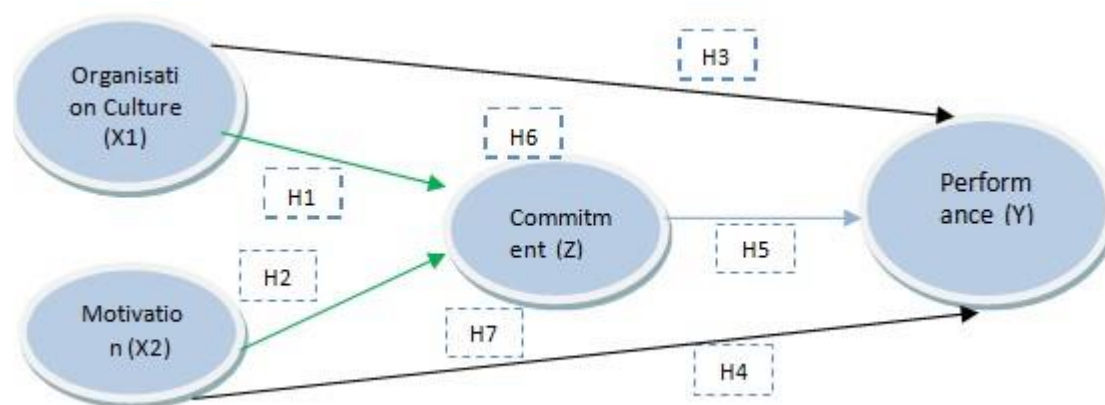 Organisati
on Culture
(X1)
H3
H6
H1
Commitm
ent (Z)
Perform
ance (Y)
H5
H2
Motivatio
n (X2)
H7
H4